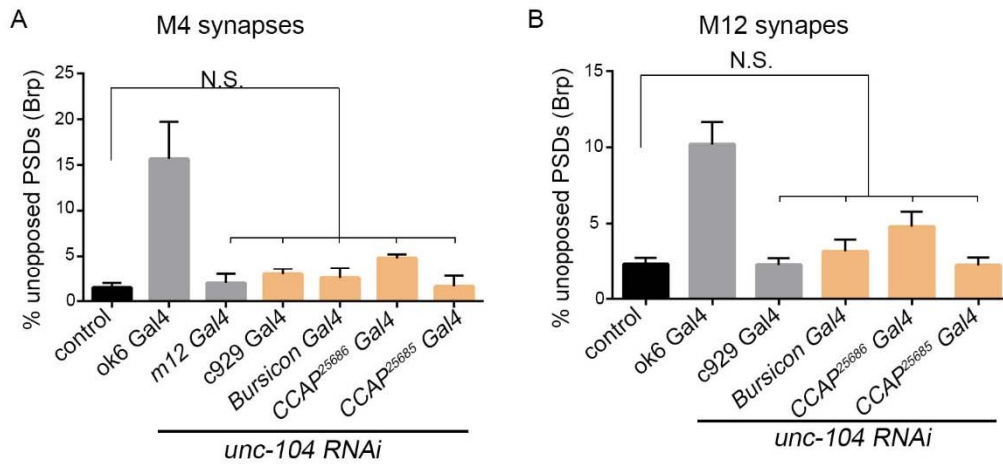 A
M4 synapses
% unopposed PSDs (Brp)
25
20
15
10
5
0
N.S.
control
ok6 Gal4
m12 Gal4
c929 Gal4
Bursicon Gal4
CCAP²⁵⁶⁸⁶ Gal4
CCAP²⁵⁶⁸⁵ Gal4
unc-104 RNAi
B
M12 synapes
% unopposed PSDs (Brp)
15
10
5
0
N.S.
control
ok6 Gal4
c929 Gal4
Bursicon Gal4
CCAP²⁵⁶⁸⁶ Gal4
CCAP²⁵⁶⁸⁵ Gal4
unc-104 RNAi